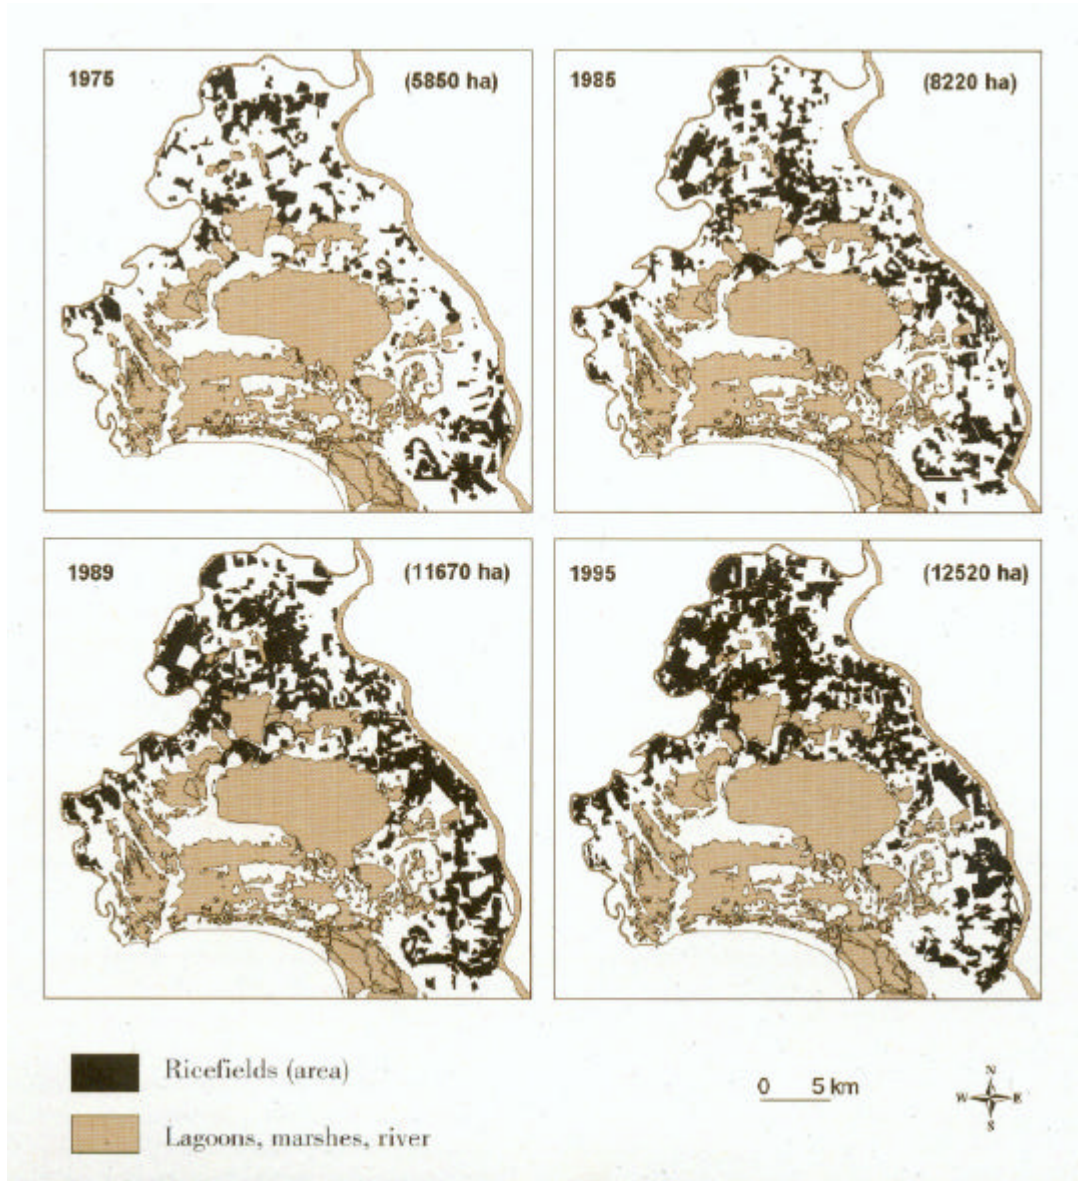 1975 (5850 ha)
1985 (8220 ha)
1989 (11670 ha)
1995 (12520 ha)
Ricefields (area)
Lagoons, marshes, river
0 5 km
N
W E
S